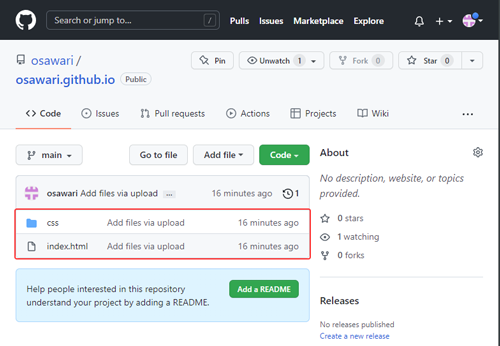 Search or jump to...
/
Pulls Issues Marketplace Explore
osawari /
osawari.github.io Public
Pin
Unwatch 1
Fork 0
Star 0
Code
Issues
Pull requests
Actions
Projects
Wiki
main
Go to file
Add file
Code
osawari Add files via upload ... 16 minutes ago 1
css Add files via upload 16 minutes ago
index.html Add files via upload 16 minutes ago
Help people interested in this repository
understand your project by adding a README.
Add a README
About
No description, website, or topics
provided.
0 stars
1 watching
0 forks
Releases
No releases published
Create a new release